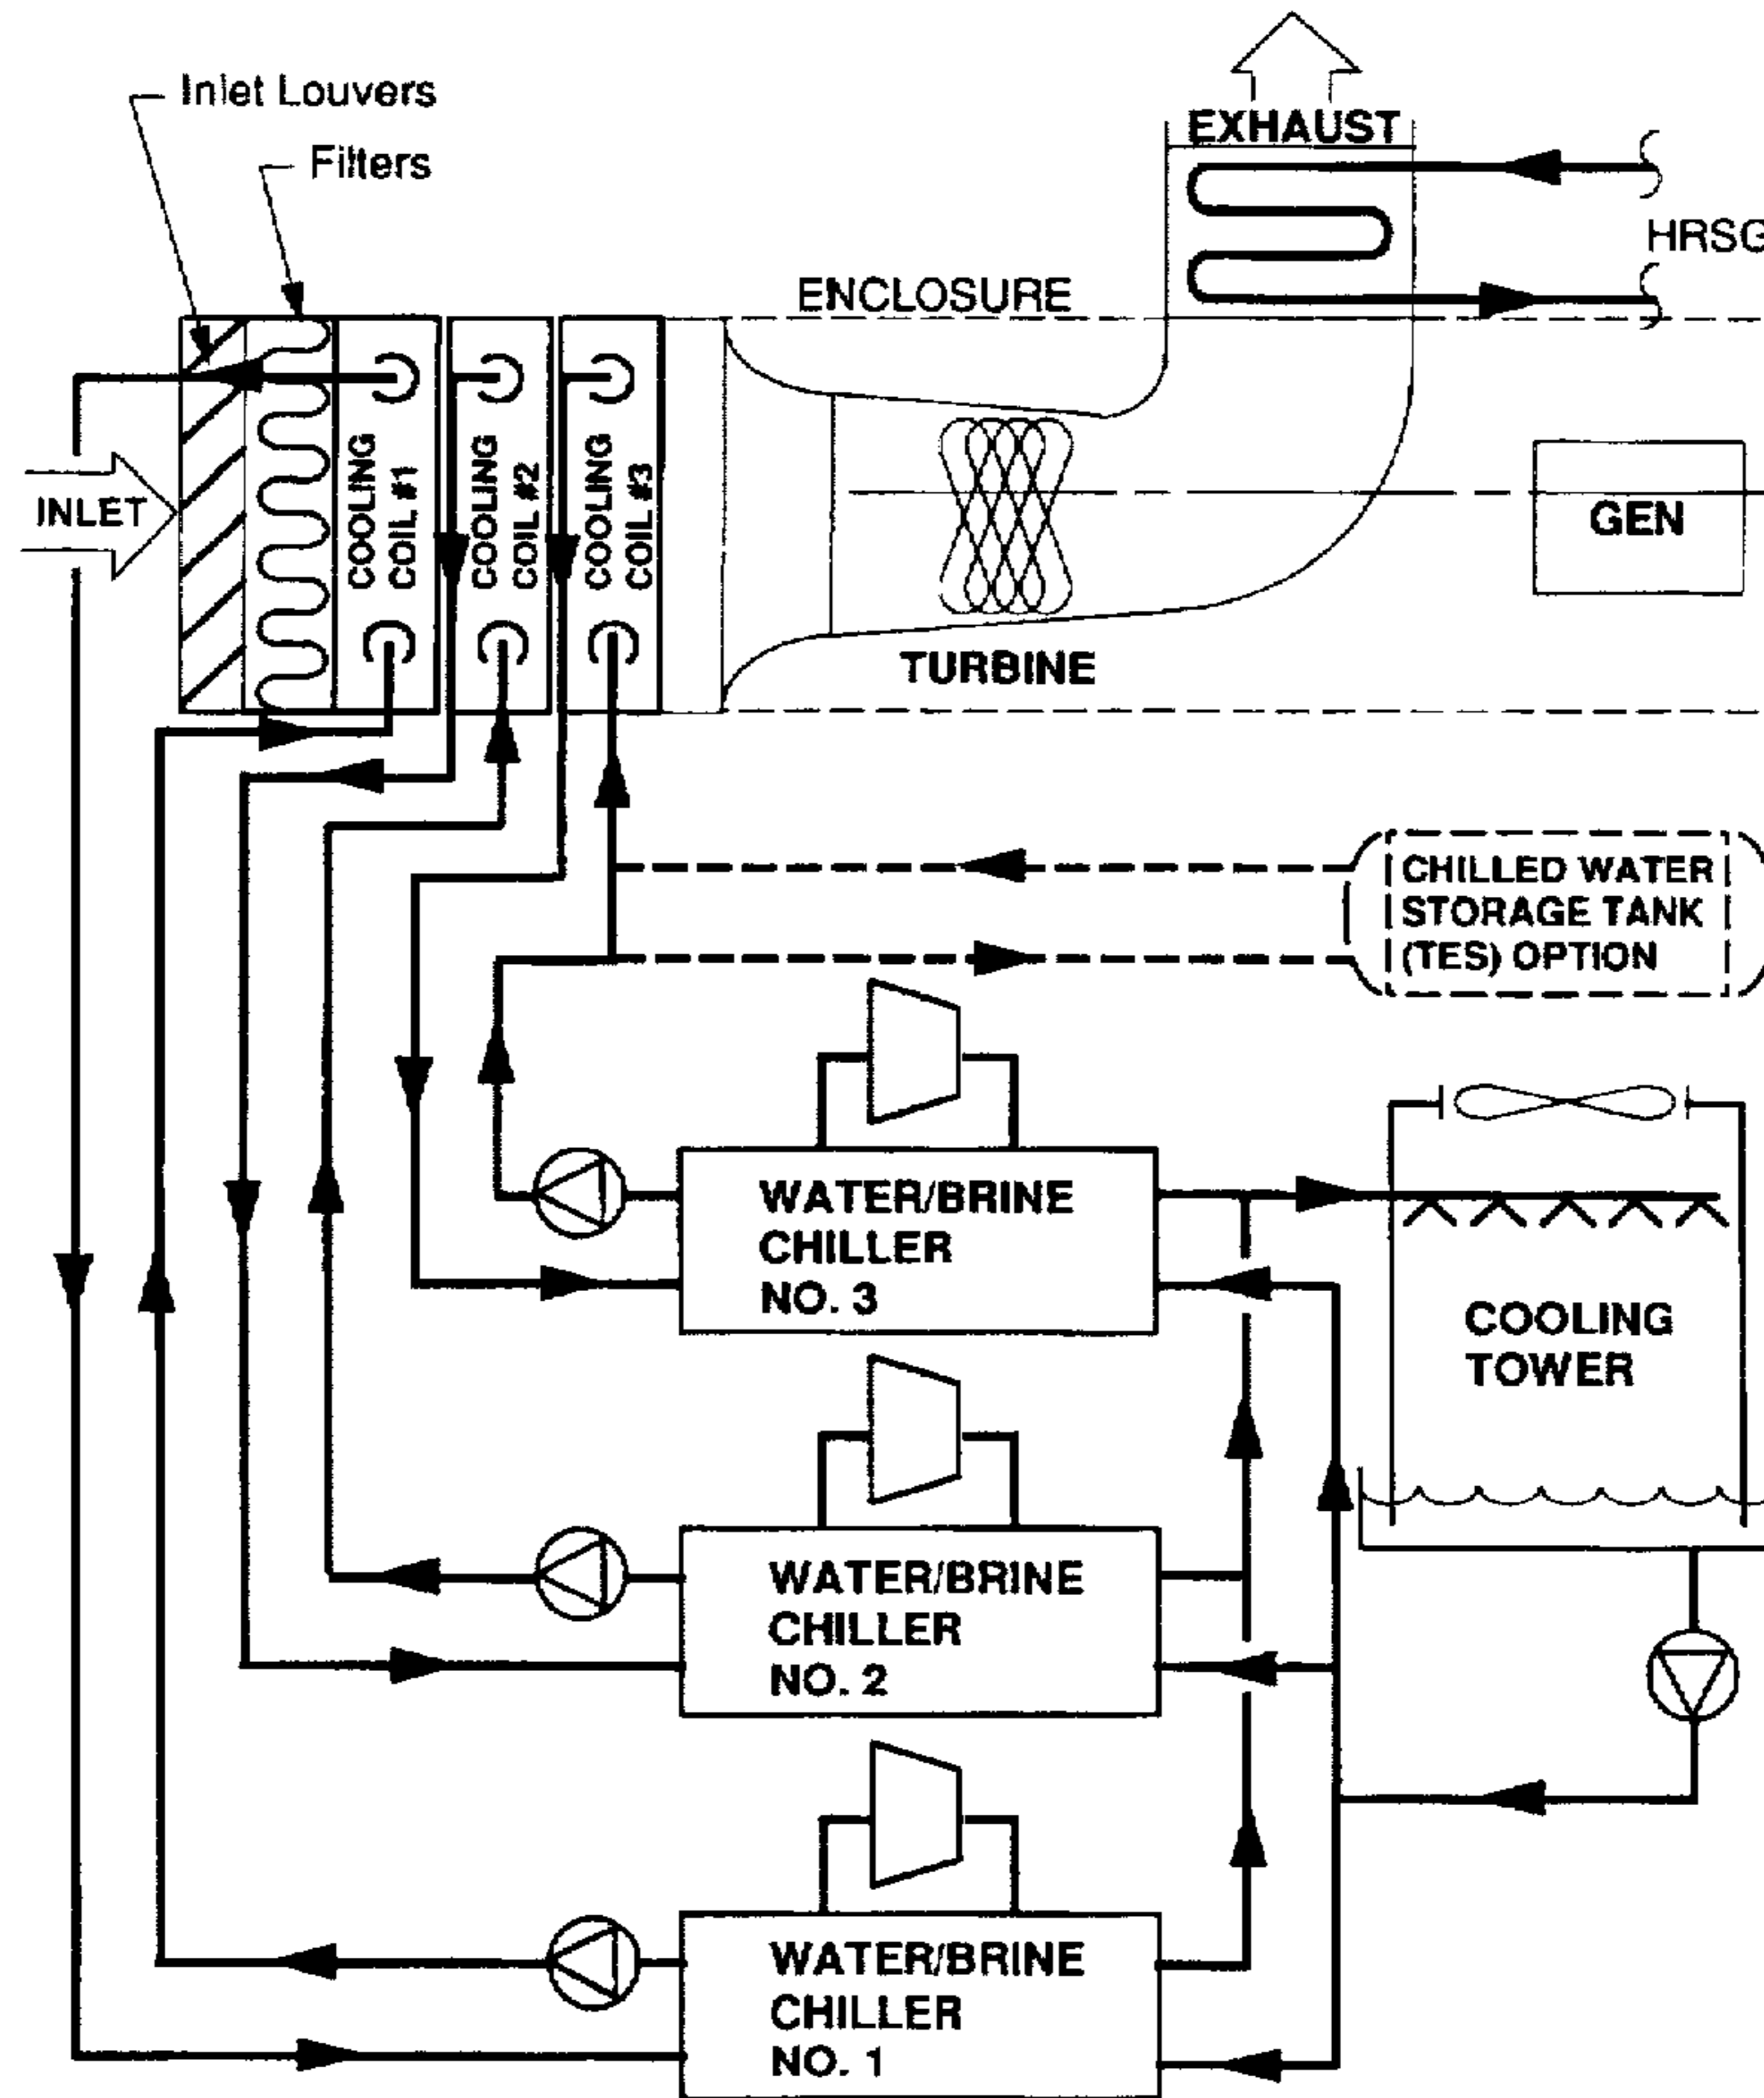 Inlet Louvers
Filters
EXHAUST
HRSG
ENCLOSURE
INLET
COOLING
COIL #1
COOLING
COIL #2
COOLING
COIL #3
GEN
TURBINE
CHILLED WATER
STORAGE TANK
(TES) OPTION
WATER/BRINE
CHILLER
NO. 3
COOLING
TOWER
WATER/BRINE
CHILLER
NO. 2
WATER/BRINE
CHILLER
NO. 1